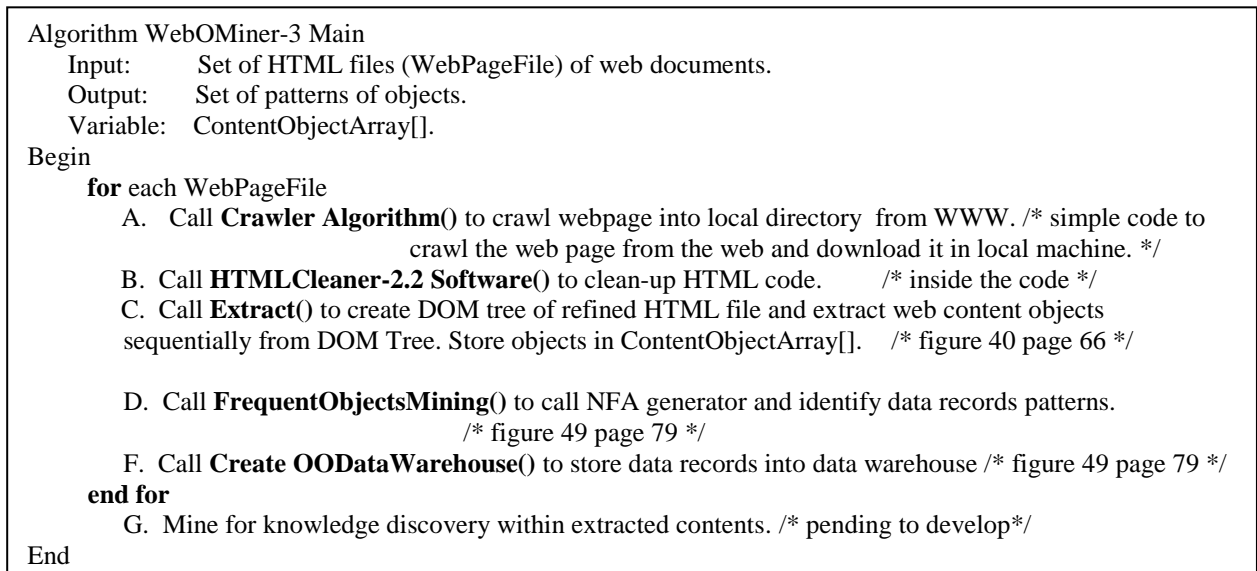 Algorithm WebOMiner-3 Main
Input: Set of HTML files (WebPageFile) of web documents.
Output: Set of patterns of objects.
Variable: ContentObjectArray[].
Begin
for each WebPageFile
A. Call Crawler Algorithm() to crawl webpage into local directory from WWW. /* simple code to
crawl the web page from the web and download it in local machine. */
B. Call HTMLCleaner-2.2 Software() to clean-up HTML code. /* inside the code */
C. Call Extract() to create DOM tree of refined HTML file and extract web content objects
sequentially from DOM Tree. Store objects in ContentObjectArray[]. /* figure 40 page 66 */
D. Call FrequentObjectsMining() to call NFA generator and identify data records patterns.
/* figure 49 page 79 */
F. Call Create OODataWarehouse() to store data records into data warehouse /* figure 49 page 79 */
end for
G. Mine for knowledge discovery within extracted contents. /* pending to develop*/
End